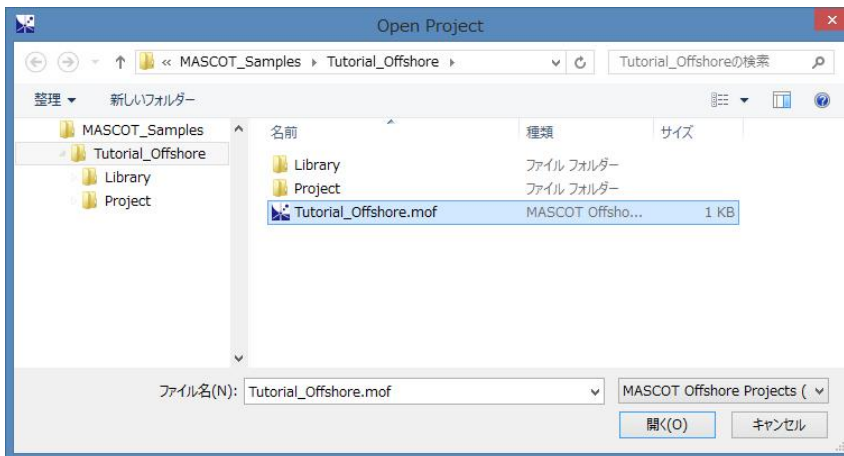 Open Project
« MASCOT_Samples ▸ Tutorial_Offshore ▸
Tutorial_Offshoreの検索
整理 ▼ 新しいフォルダー
MASCOT_Samples
Tutorial_Offshore
Library
Project
名前 種類 サイズ
Library ファイル フォルダー
Project ファイル フォルダー
Tutorial_Offshore.mof MASCOT Offsho... 1 KB
ファイル名(N): Tutorial_Offshore.mof MASCOT Offshore Projects (
開く(O) キャンセル